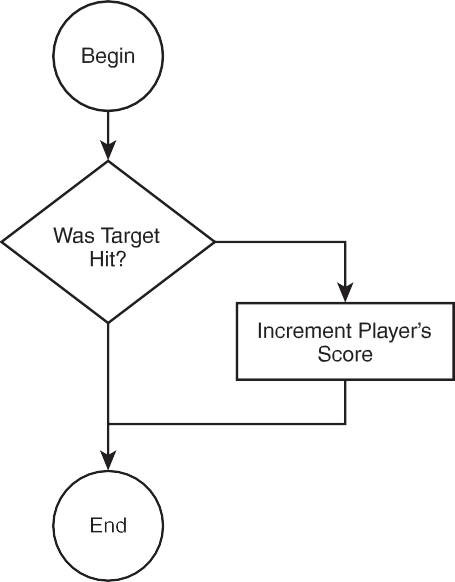 Begin
Was Target
Hit?
Increment Player’s
Score
End